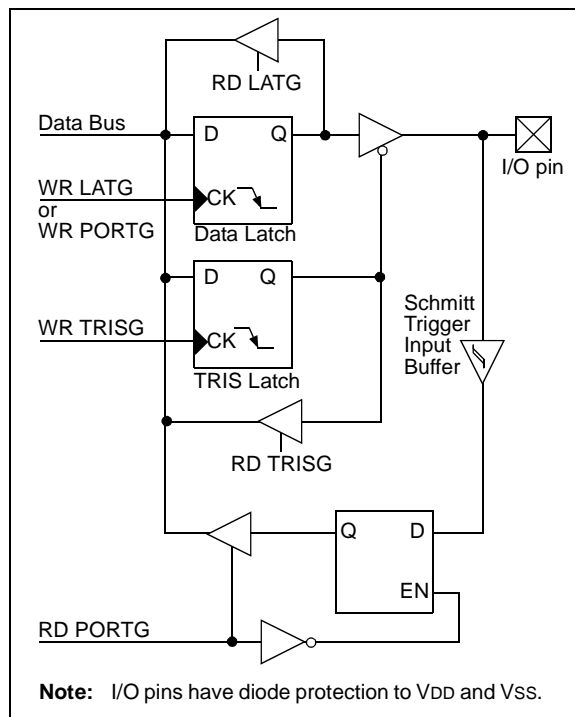 RD LATG
Data Bus
D Q
I/O pin
WR LATG
or
WR PORTG
CK
Data Latch
D Q
WR TRISG
CK
TRIS Latch
Schmitt
Trigger
Input
Buffer
RD TRISG
Q D
EN
RD PORTG
Note: I/O pins have diode protection to VDD and VSS.